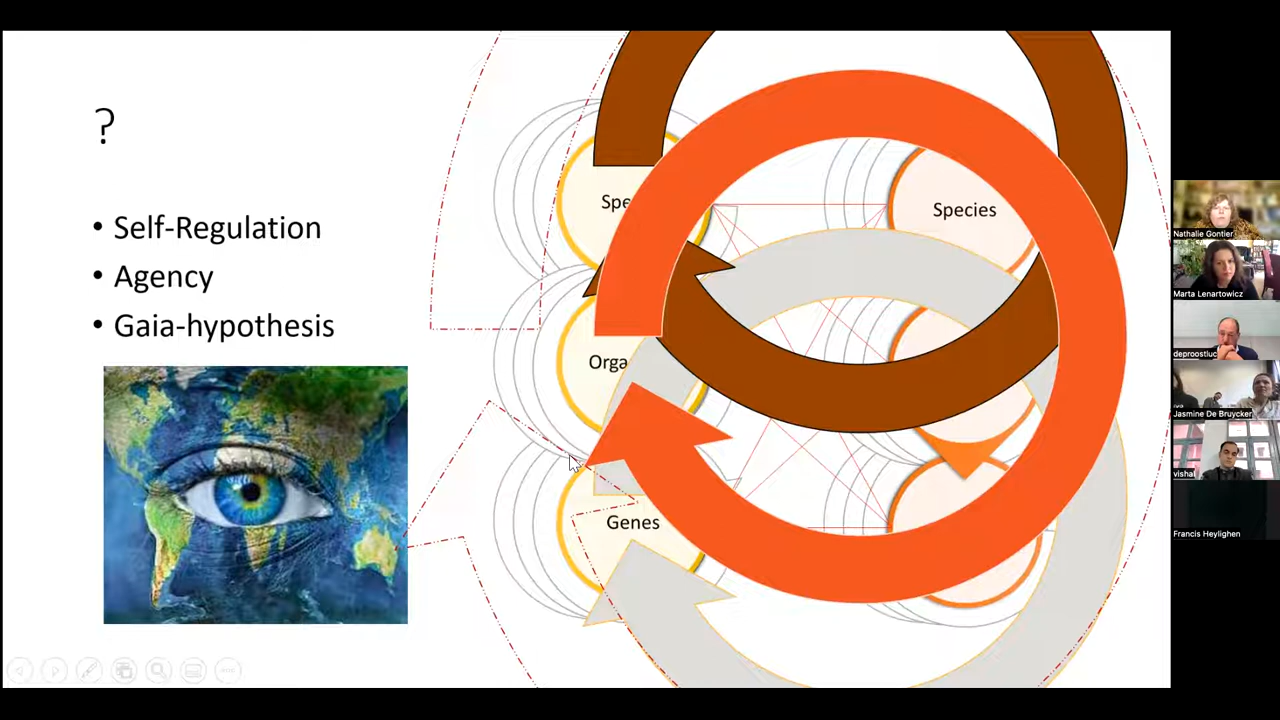 ?
• Self-Regulation
• Agency
• Gaia-hypothesis
Spe
Species
Orga
Genes
Nathalie Gontier
Marta Lenartowicz
deproostluc
Jasmine De Bruycker
vishal
Francis Heylighen